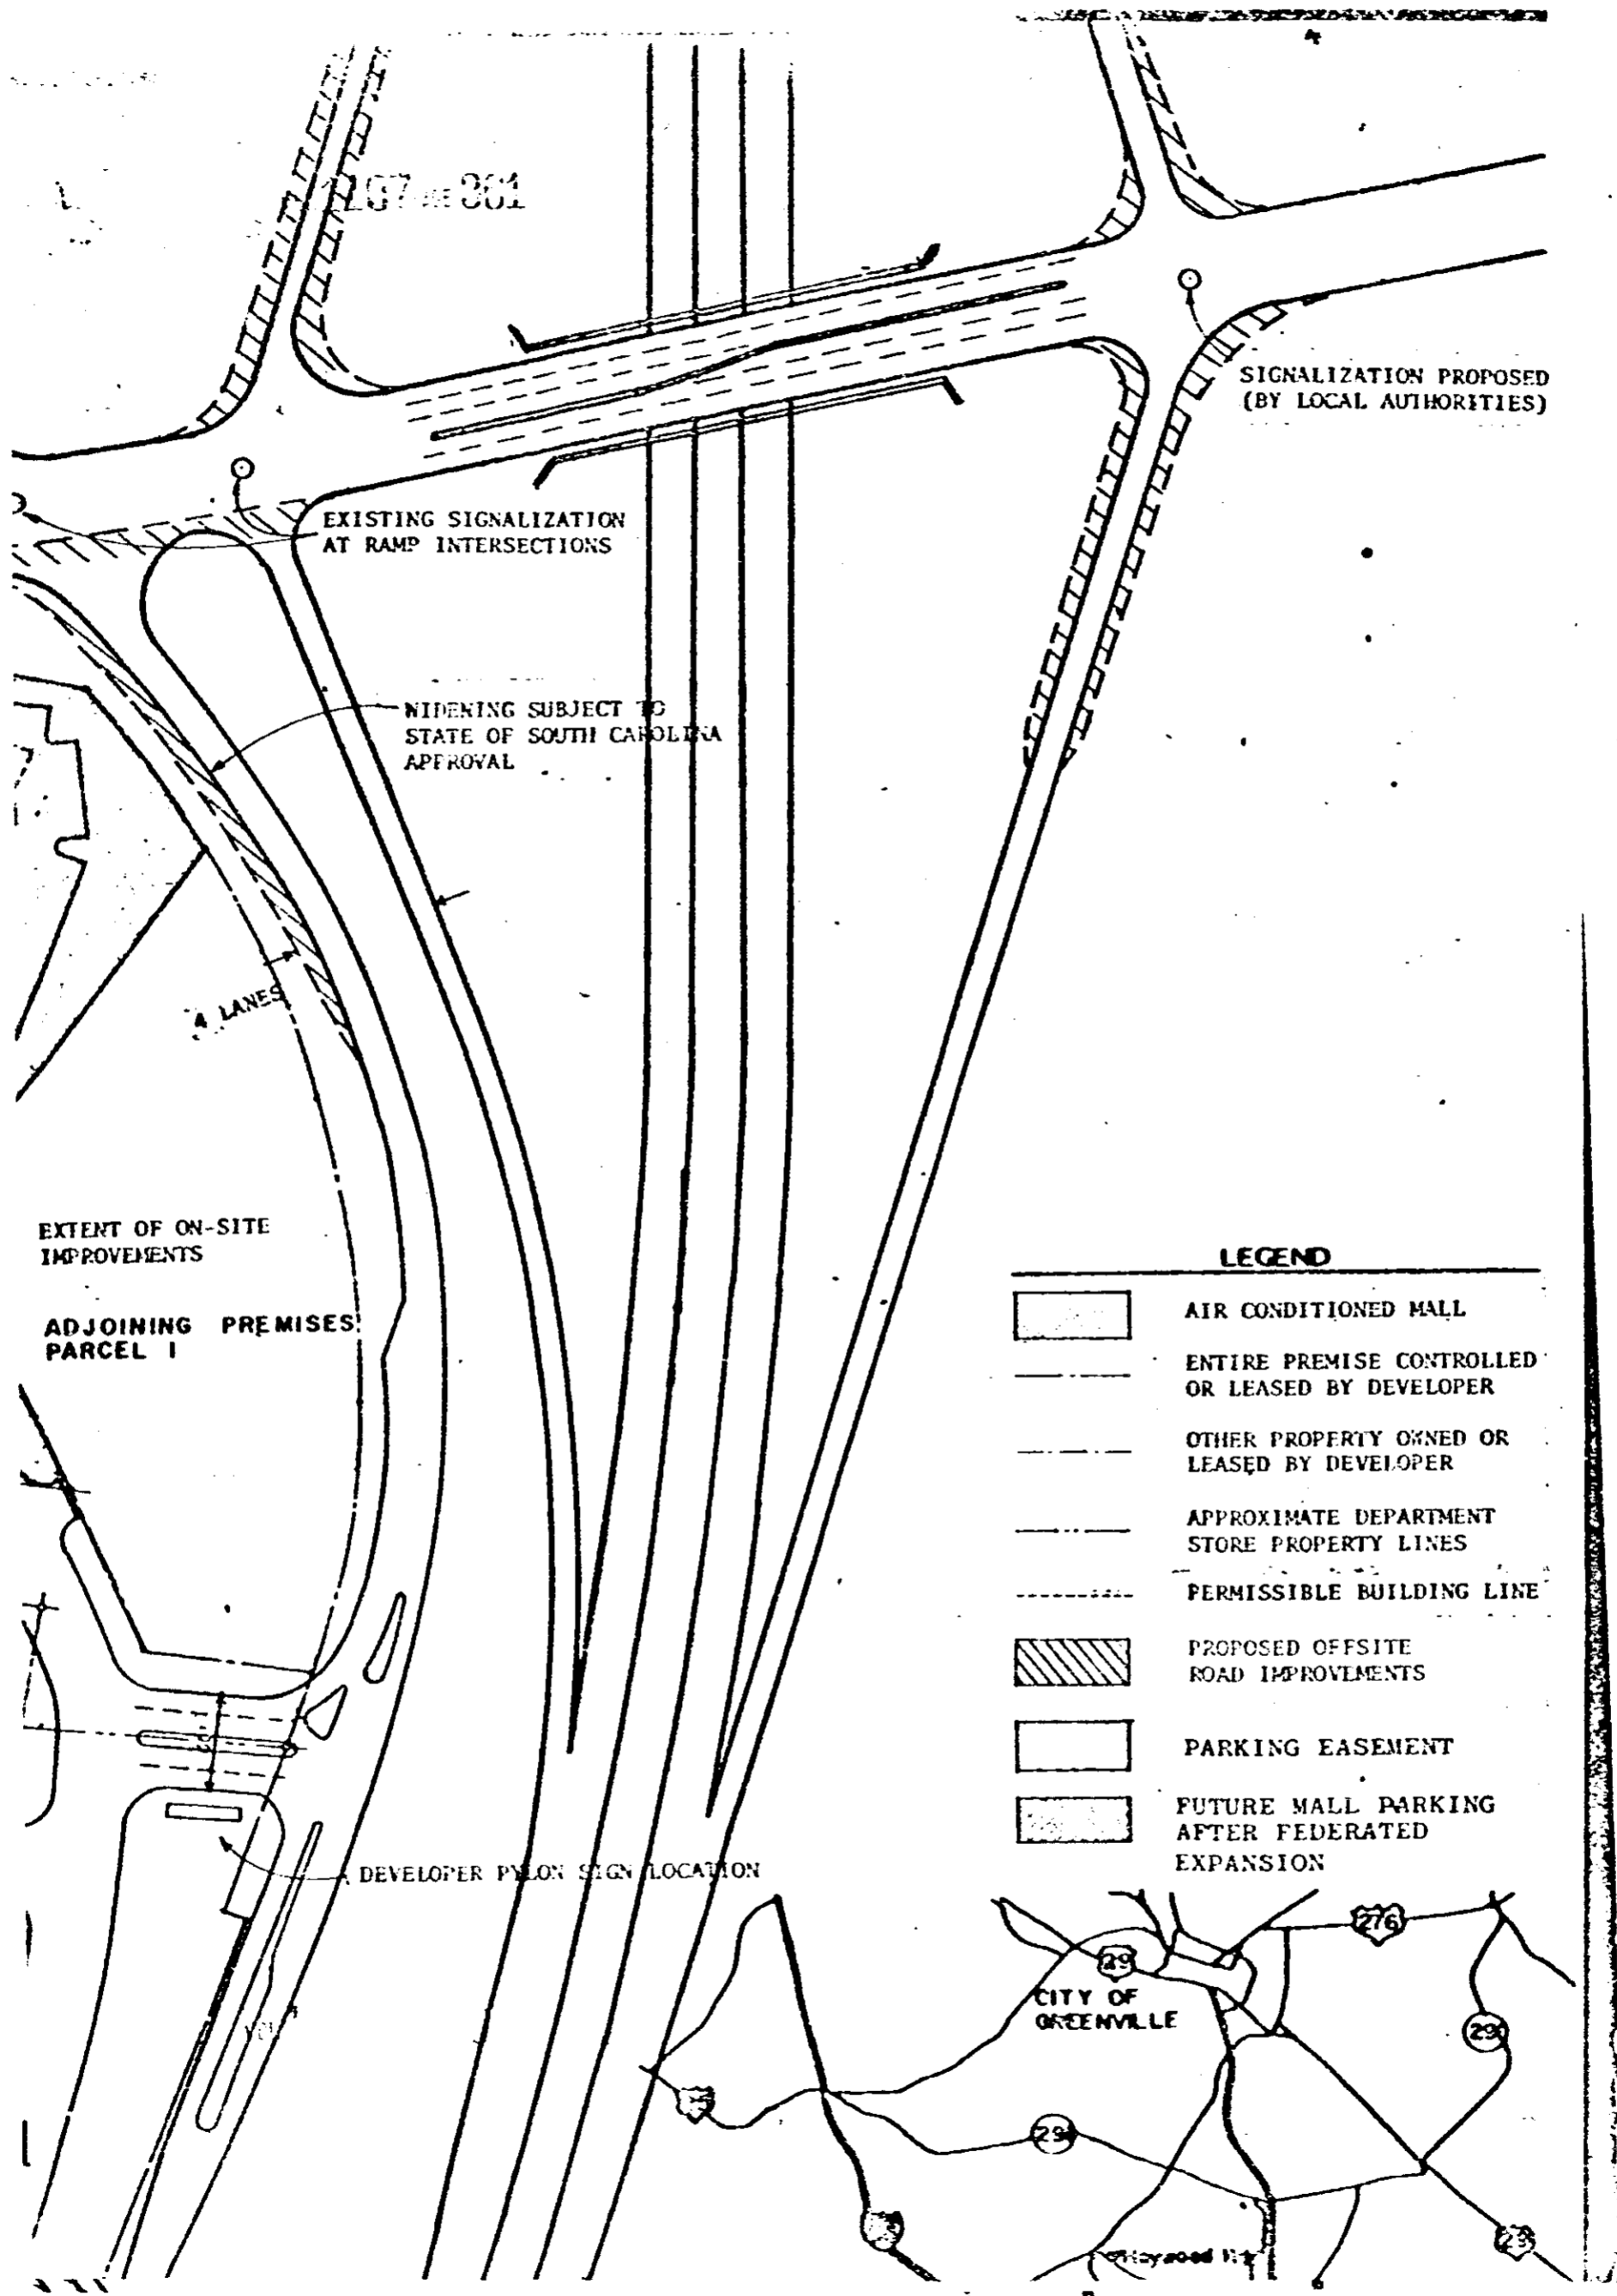 EXISTING SIGNALIZATION
AT RAMP INTERSECTIONS
SIGNALIZATION PROPOSED
(BY LOCAL AUTHORITIES)
WIDENING SUBJECT TO
STATE OF SOUTH CAROLINA
APPROVAL
4 LANES
EXTENT OF ON-SITE
IMPROVEMENTS
ADJOINING PREMISES
PARCEL I
LEGEND
AIR CONDITIONED MALL
ENTIRE PREMISE CONTROLLED
OR LEASED BY DEVELOPER
OTHER PROPERTY OWNED OR
LEASED BY DEVELOPER
APPROXIMATE DEPARTMENT
STORE PROPERTY LINES
PERMISSIBLE BUILDING LINE
PROPOSED OFFSITE
ROAD IMPROVEMENTS
PARKING EASEMENT
FUTURE MALL PARKING
AFTER FEDERATED
EXPANSION
DEVELOPER PYLON SIGN LOCATION
276
29
CITY OF
GREENVILLE
29